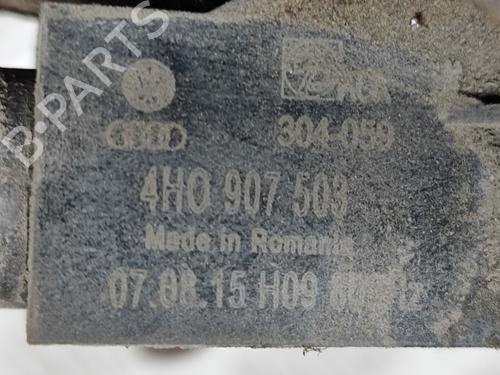 B-PARTS
304-059
4H0 907 503
Made in Romania
07.08.15 H09